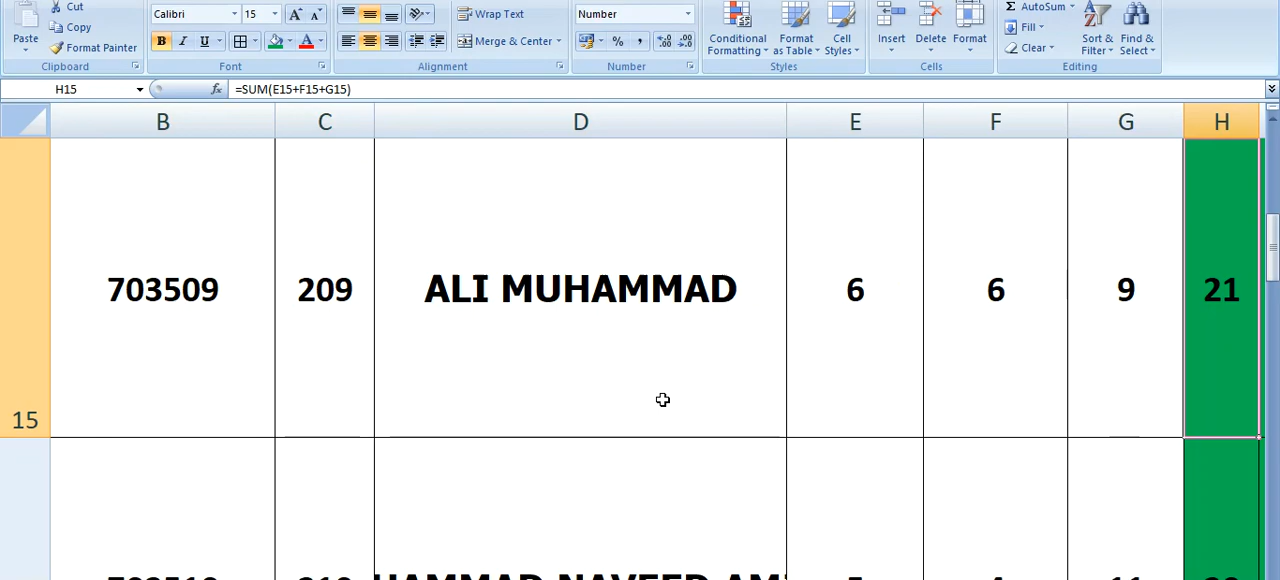 Cut
Copy
Format Painter
Paste
Clipboard
Calibri 15 A A
B I U A
Font
Wrap Text
Merge & Center
Alignment
Number
% ,
Number
Conditional Formatting
Format as Table
Cell Styles
Styles
Insert Delete Format
Cells
Σ AutoSum
Fill
Clear
Sort & Filter
Find & Select
Editing
H15 fx =SUM(E15+F15+G15)
B C D E F G H
703509 209 ALI MUHAMMAD 6 6 9 21
15